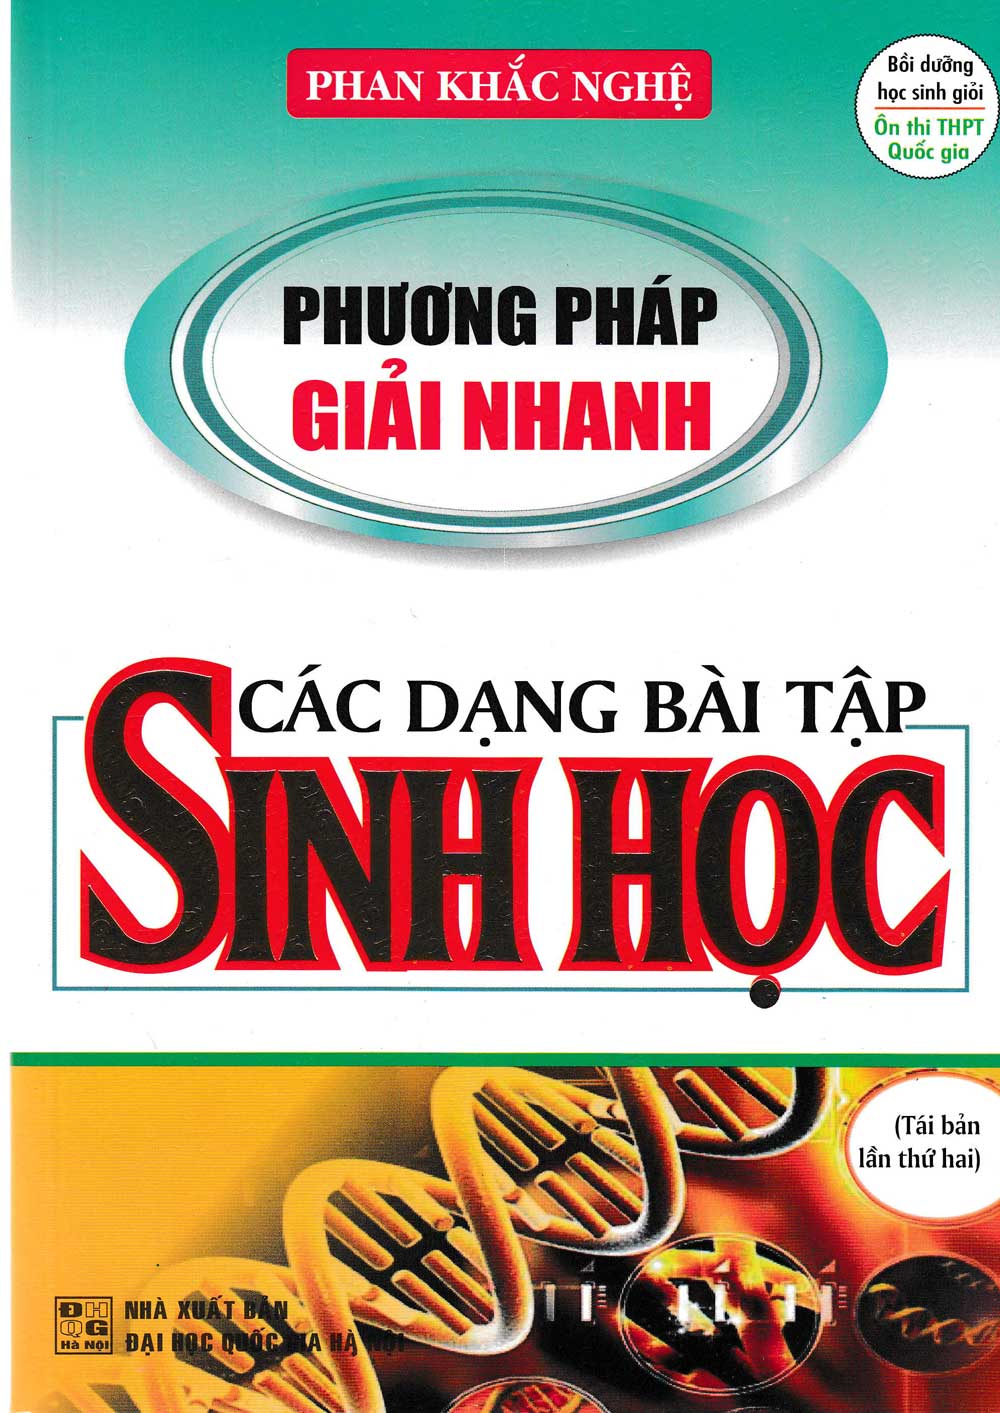 PHAN KHẮC NGHỆ
Bồi dưỡng
học sinh giỏi
Ôn thi THPT
Quốc gia
PHƯƠNG PHÁP
GIẢI NHANH
CÁC DẠNG BÀI TẬP
SINH HỌC
(Tái bản
lần thứ hai)
ĐH
QG
Hà NỘI
NHÀ XUẤT BẢN
ĐẠI HỌC QUỐC GIA HÀ NỘI